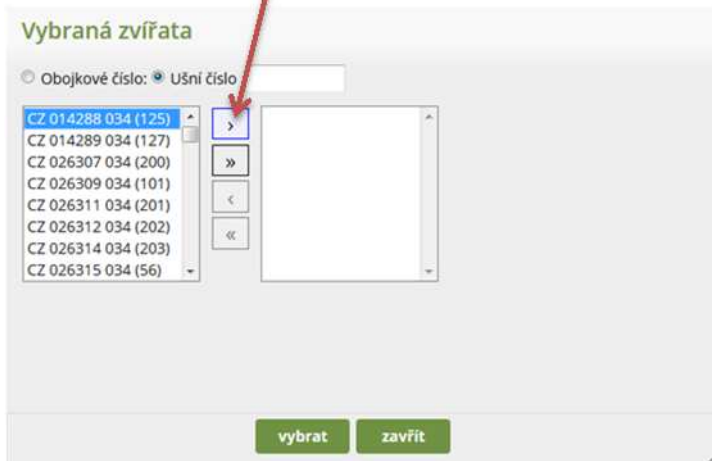 Vybraná zvířata
Obojkové číslo: Ušní číslo
CZ 014288 034 (125)
CZ 014289 034 (127)
CZ 026307 034 (200)
CZ 026309 034 (101)
CZ 026311 034 (201)
CZ 026312 034 (202)
CZ 026314 034 (203)
CZ 026315 034 (56)
›
»
‹
«
vybrat zavřít